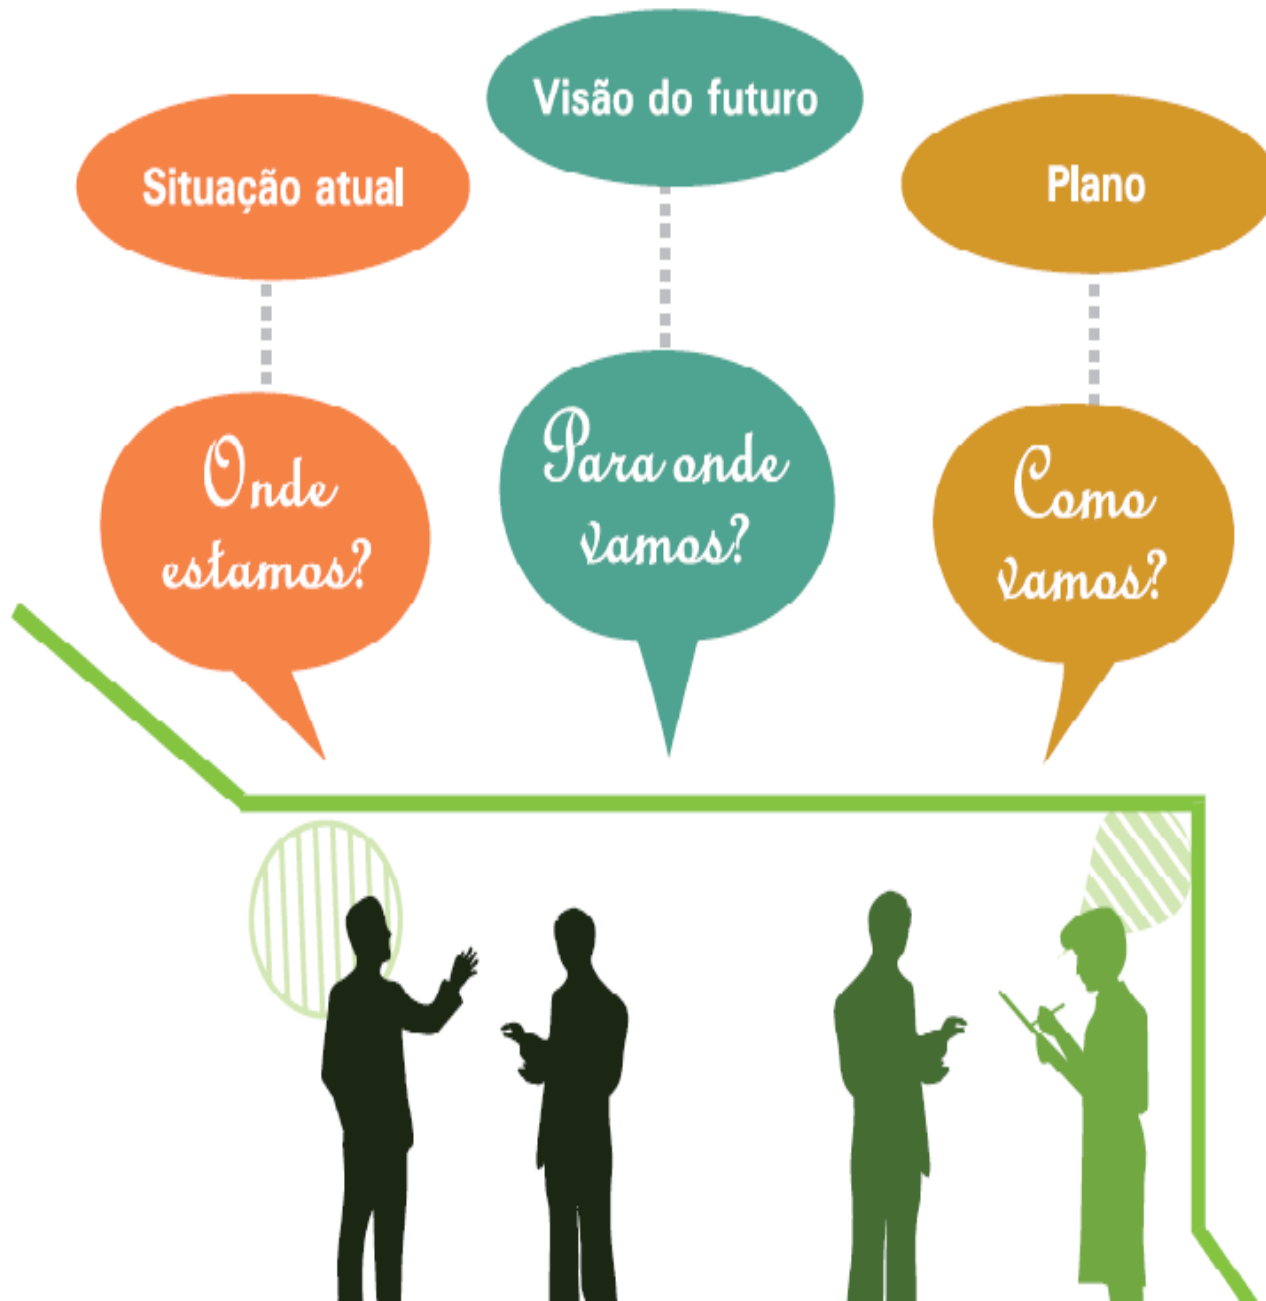 Situação atual
Visão do futuro
Plano
Onde
estamos?
Para onde
vamos?
Como
vamos?